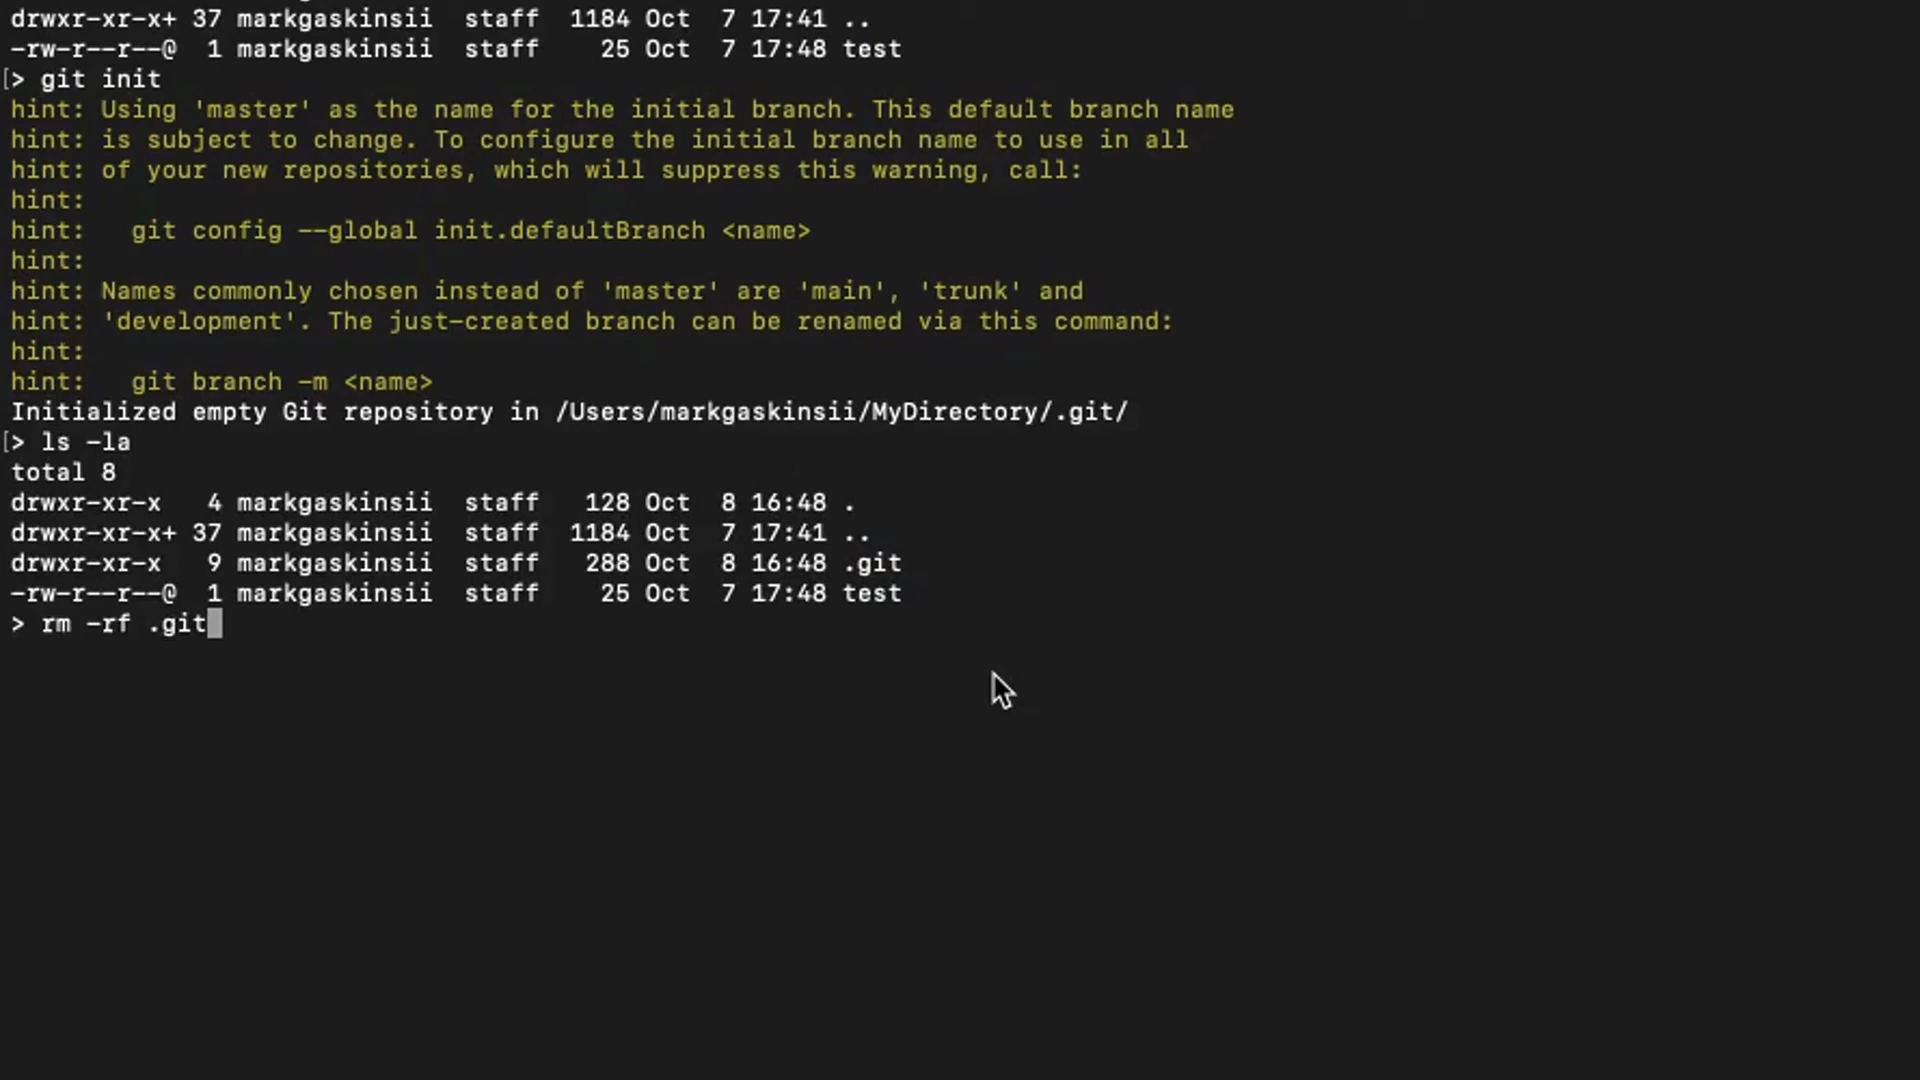 drwxr-xr-x+ 37 markgaskinsii  staff  1184 Oct  7 17:41 ..
-rw-r--r--@  1 markgaskinsii  staff    25 Oct  7 17:48 test
[> git init
hint: Using 'master' as the name for the initial branch. This default branch name
hint: is subject to change. To configure the initial branch name to use in all
hint: of your new repositories, which will suppress this warning, call:
hint:
hint:   git config --global init.defaultBranch <name>
hint:
hint: Names commonly chosen instead of 'master' are 'main', 'trunk' and
hint: 'development'. The just-created branch can be renamed via this command:
hint:
hint:   git branch -m <name>
Initialized empty Git repository in /Users/markgaskinsii/MyDirectory/.git/
[> ls -la
total 8
drwxr-xr-x   4 markgaskinsii  staff   128 Oct  8 16:48 .
drwxr-xr-x+ 37 markgaskinsii  staff  1184 Oct  7 17:41 ..
drwxr-xr-x   9 markgaskinsii  staff   288 Oct  8 16:48 .git
-rw-r--r--@  1 markgaskinsii  staff    25 Oct  7 17:48 test
> rm -rf .git